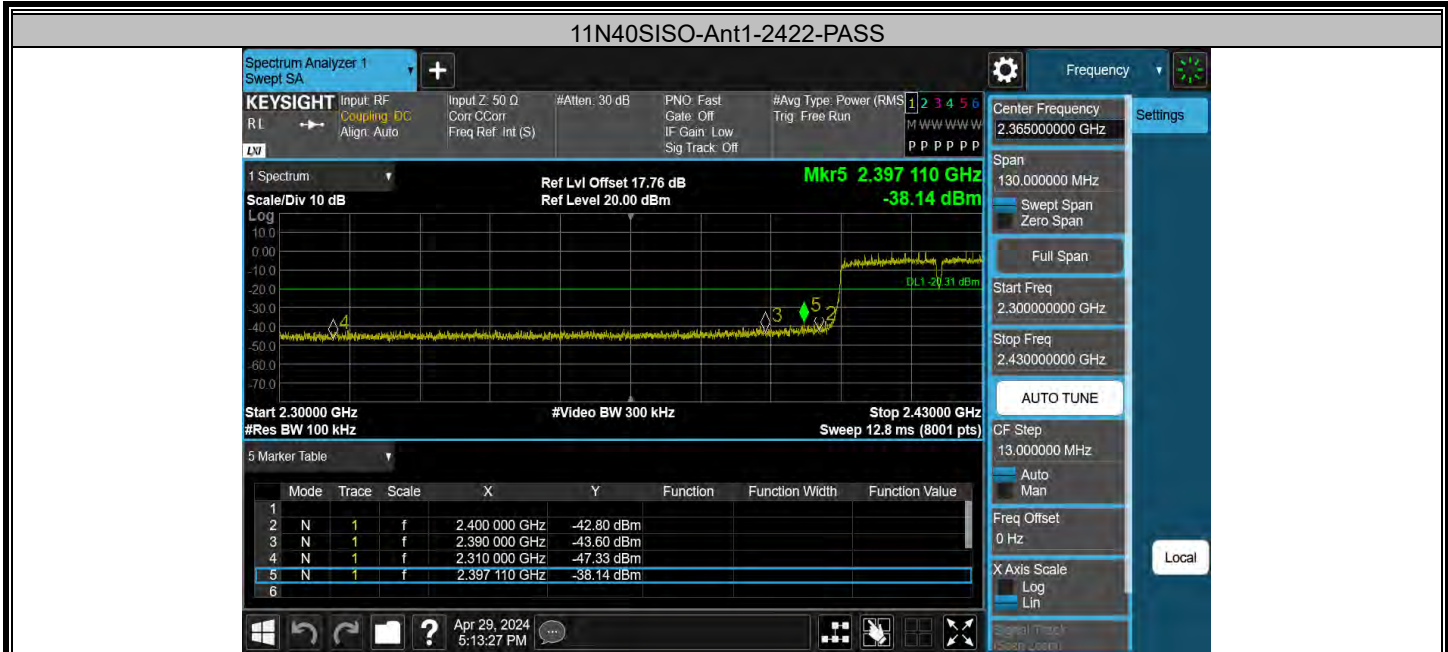 11N40SISO-Ant1-2422-PASS
Spectrum Analyzer 1
Swept SA
Frequency
KEYSIGHT
RL
LXI
Input: RF
Coupling: DC
Align: Auto
Input Z: 50 Ω
Corr CCorr
Freq Ref: Int (S)
#Atten: 30 dB
PNO: Fast
Gate: Off
IF Gain: Low
Sig Track: Off
#Avg Type: Power (RMS
Trig: Free Run
1 2 3 4 5 6
M W W W W W
P P P P P P
1 Spectrum
Scale/Div 10 dB
Ref Lvl Offset 17.76 dB
Ref Level 20.00 dBm
Mkr5 2.397 110 GHz
-38.14 dBm
Log
10.0
0.00
-10.0
-20.0
-30.0
-40.0
-50.0
-60.0
-70.0
DL1 -20.31 dBm
4
3
5
2
Start 2.30000 GHz
#Video BW 300 kHz
Stop 2.43000 GHz
#Res BW 100 kHz
Sweep 12.8 ms (8001 pts)
5 Marker Table
Mode Trace Scale X Y Function Function Width Function Value
1
2 N 1 f 2.400 000 GHz -42.80 dBm
3 N 1 f 2.390 000 GHz -43.60 dBm
4 N 1 f 2.310 000 GHz -47.33 dBm
5 N 1 f 2.397 110 GHz -38.14 dBm
6
?
Apr 29, 2024
5:13:27 PM
Center Frequency
2.365000000 GHz
Settings
Span
130.000000 MHz
Swept Span
Zero Span
Full Span
Start Freq
2.300000000 GHz
Stop Freq
2.430000000 GHz
AUTO TUNE
CF Step
13.000000 MHz
Auto
Man
Freq Offset
0 Hz
X Axis Scale
Log
Lin
Local
Signal Track
(Span Zoom)